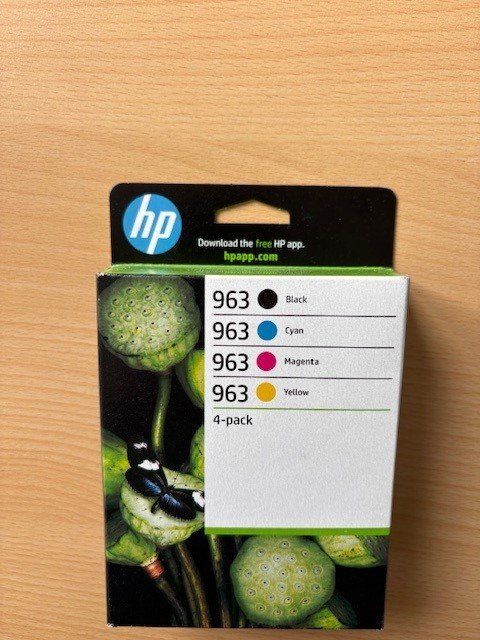 hp
Download the free HP app.
hpapp.com
963 Black
963 Cyan
963 Magenta
963 Yellow
4-pack